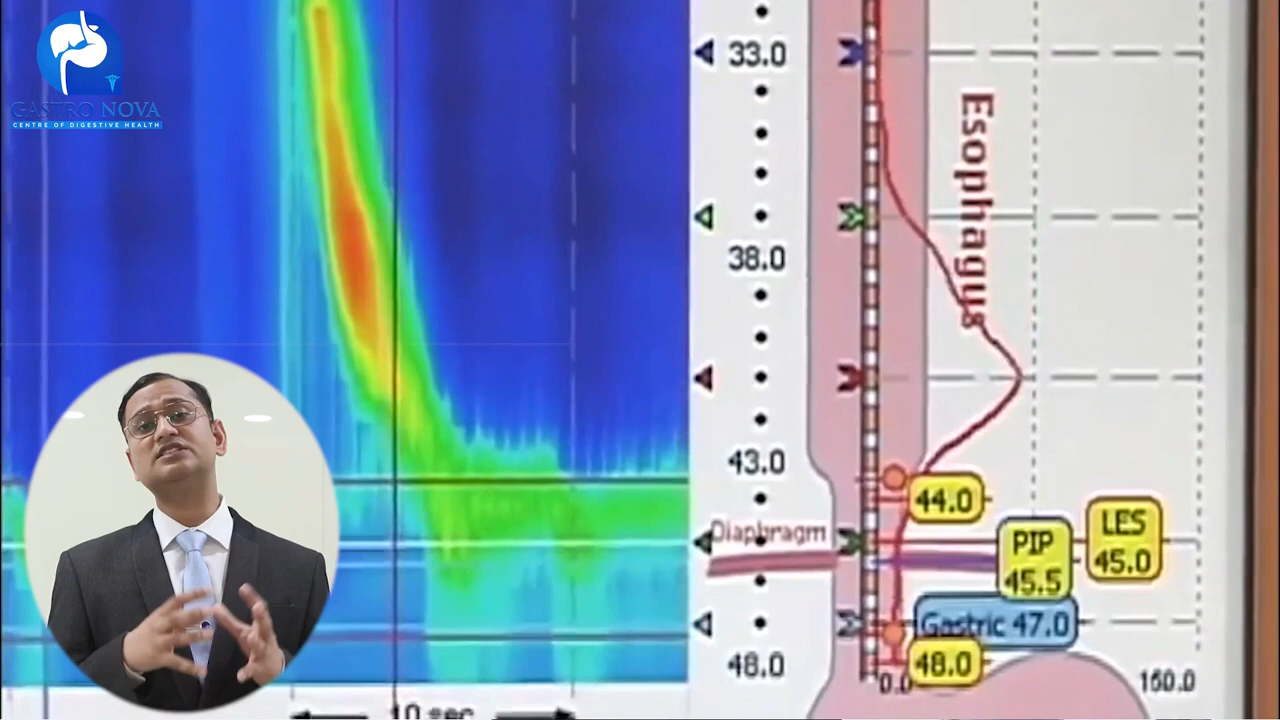 GASTRO NOVA
CENTRE OF DIGESTIVE HEALTH
33.0
Esophagus
38.0
43.0
44.0
Diaphragm
PIP
45.5
LES
45.0
Gastric 47.0
48.0
48.0
0.0
160.0
10 sec